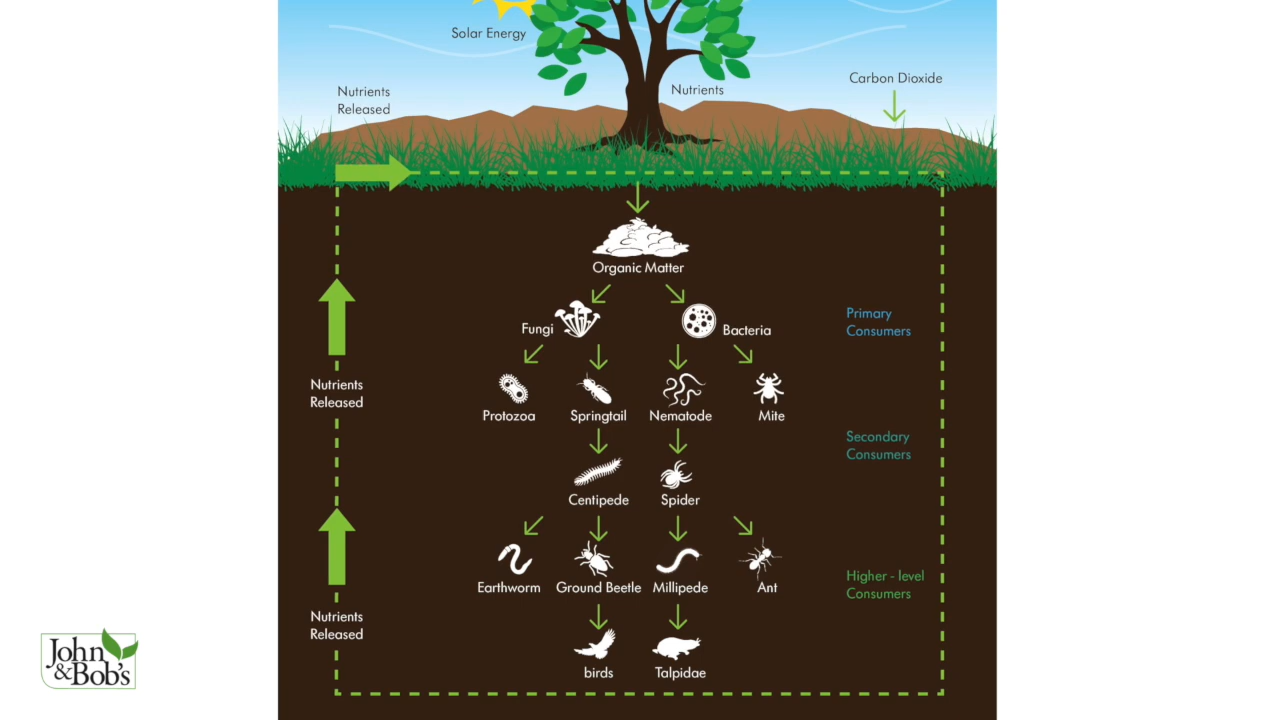 Solar Energy
Carbon Dioxide
Nutrients
Released
Nutrients
Organic Matter
Fungi
Bacteria
Primary
Consumers
Nutrients
Released
Protozoa
Springtail
Nematode
Mite
Secondary
Consumers
Centipede
Spider
Earthworm
Ground Beetle
Millipede
Ant
Higher - level
Consumers
Nutrients
Released
birds
Talpidae
John
&Bob's